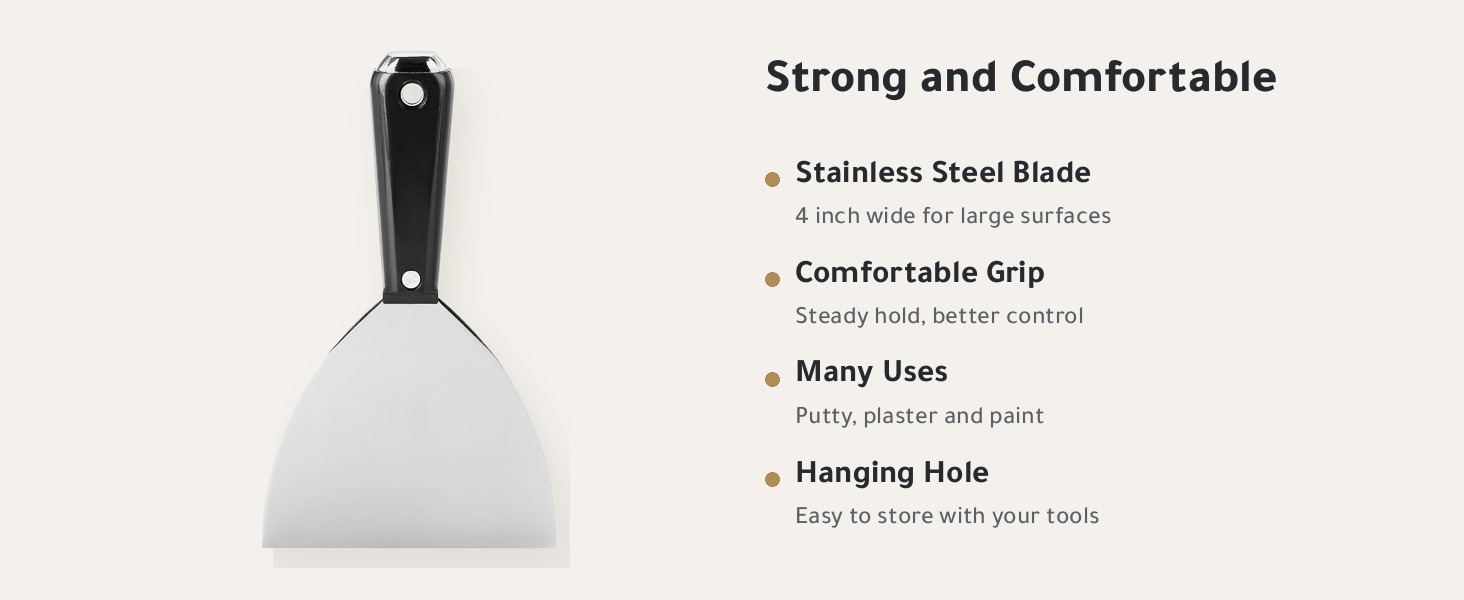 Strong and Comfortable
Stainless Steel Blade
4 inch wide for large surfaces
Comfortable Grip
Steady hold, better control
Many Uses
Putty, plaster and paint
Hanging Hole
Easy to store with your tools